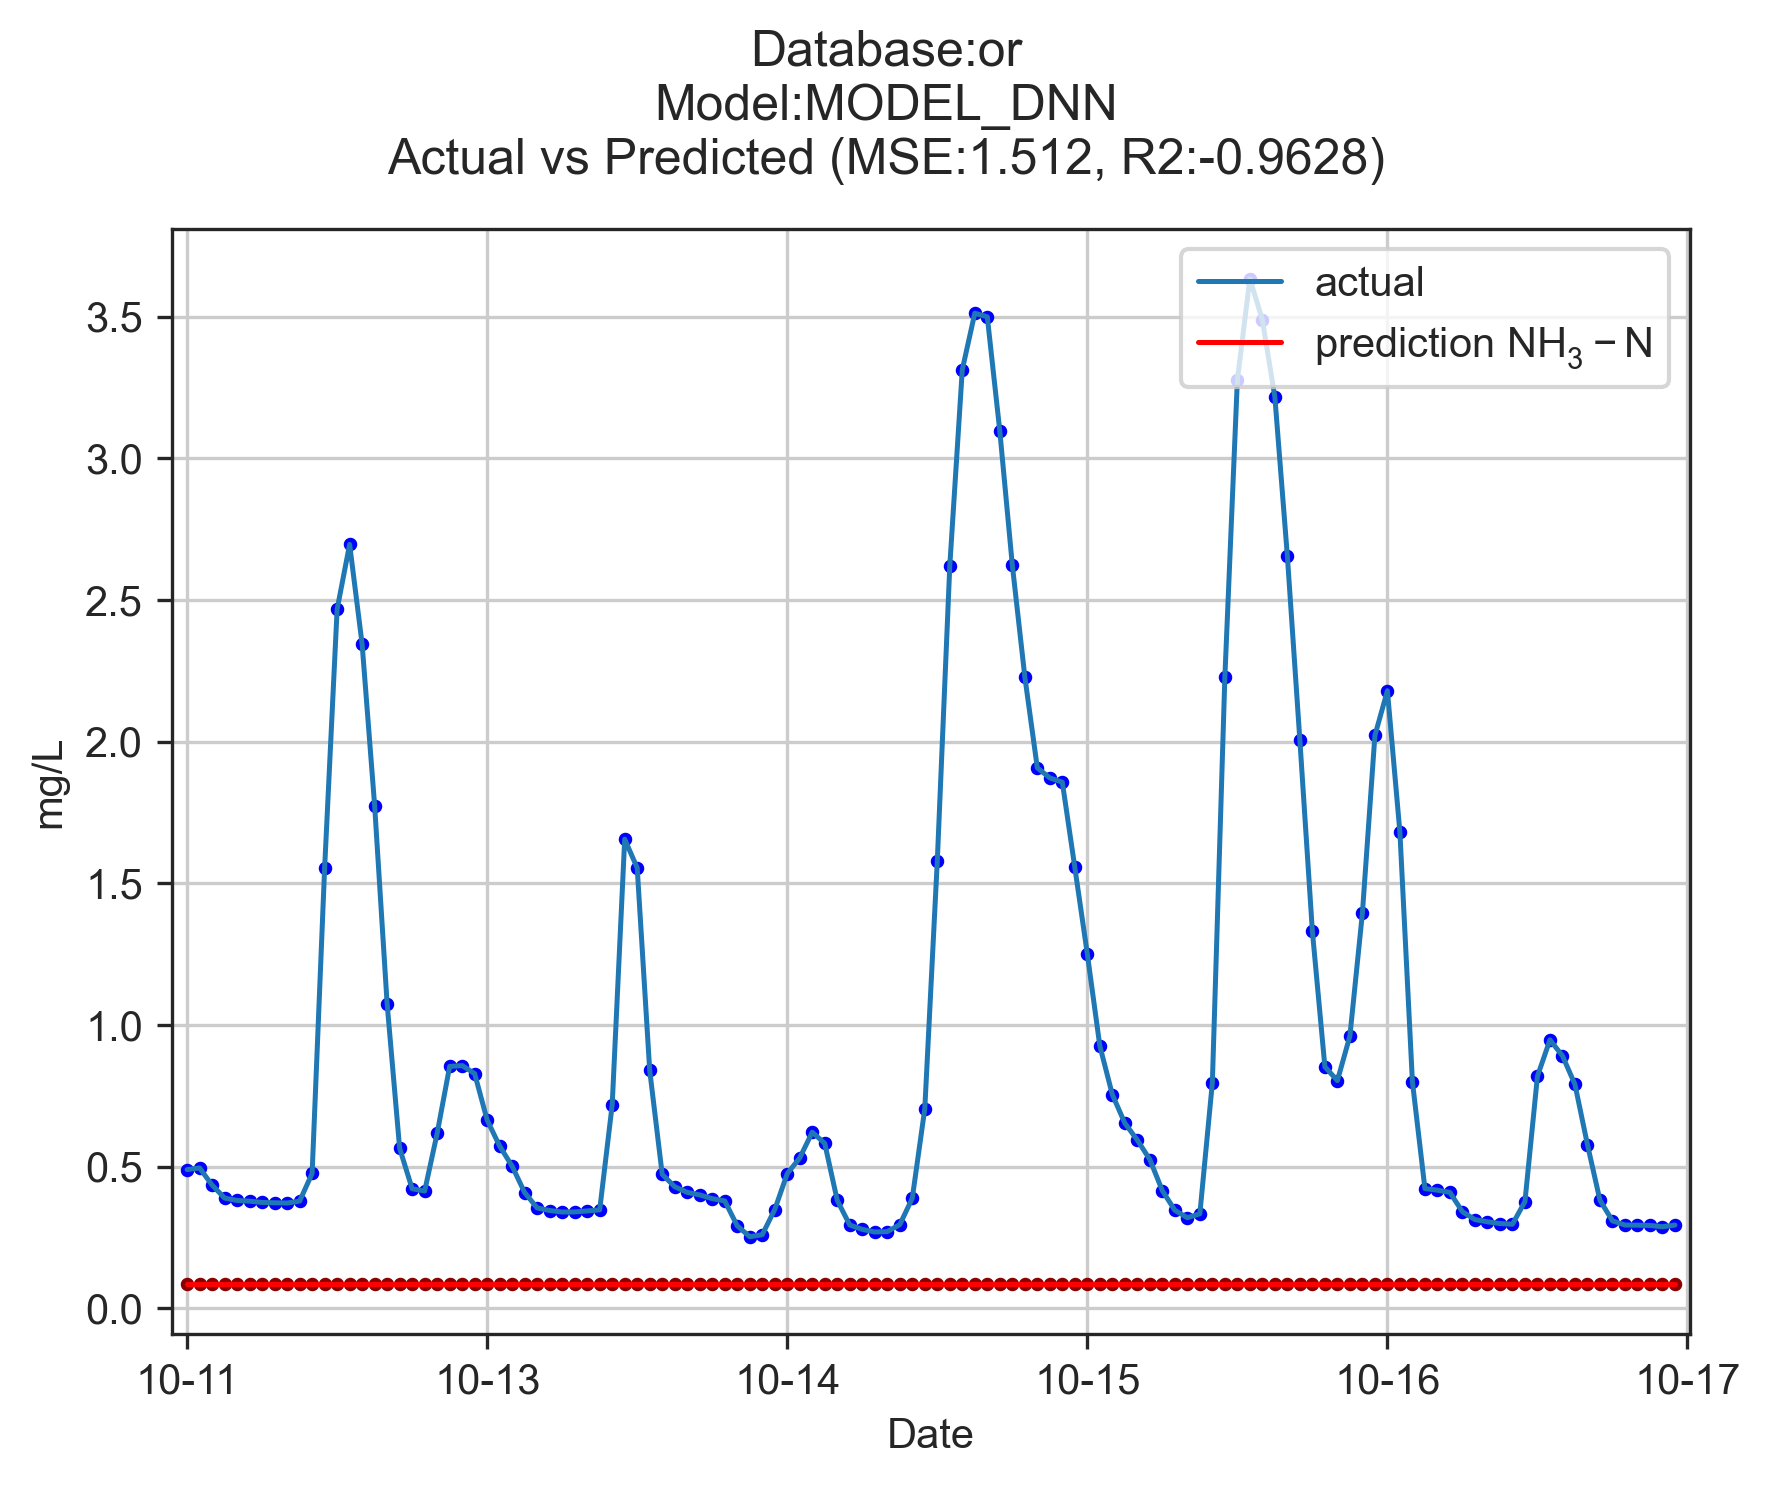 Database:or
Model:MODEL_DNN
Actual vs Predicted (MSE:1.512, R2:-0.9628)
actual
prediction NH₃ − N
3.5
3.0
2.5
2.0
1.5
1.0
0.5
0.0
mg/L
10-11 10-13 10-14 10-15 10-16 10-17
Date